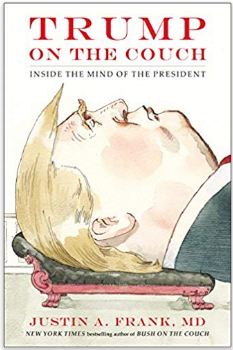 TRUMP
ON THE COUCH
INSIDE THE MIND OF THE PRESIDENT
JUSTIN A. FRANK, MD
NEW YORK TIMES bestselling author of BUSH ON THE COUCH